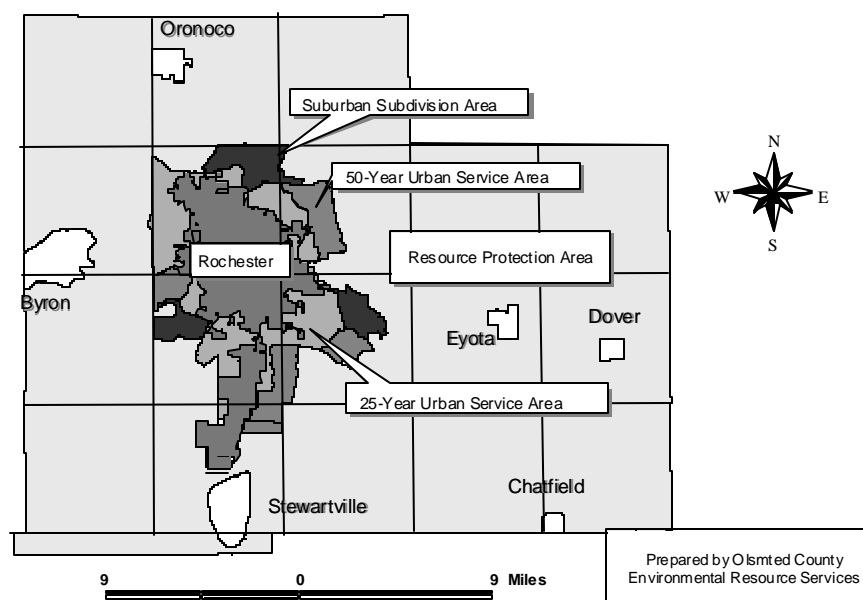 Oronoco
Suburban Subdivision Area
50-Year Urban Service Area
N
W E
S
Rochester
Resource Protection Area
Byron
Eyota
Dover
25-Year Urban Service Area
Stewartville
Chatfield
Prepared by Olsmted County
Environmental Resource Services
9 0 9 Miles